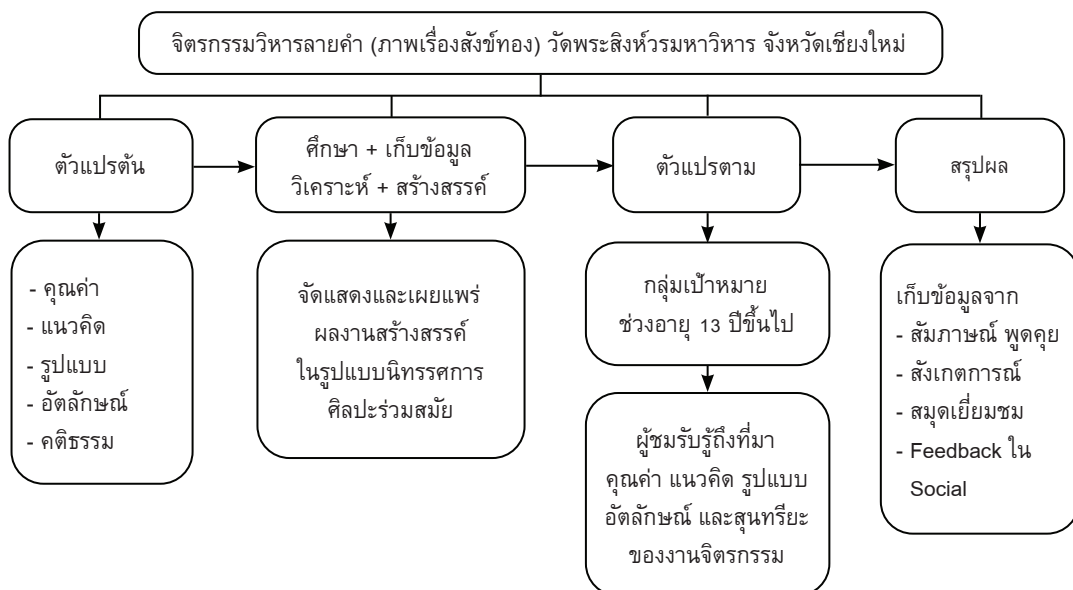 จิตรกรรมวิหารลายคำ (ภาพเรื่องสังข์ทอง) วัดพระสิงห์วรมหาวิหาร จังหวัดเชียงใหม่
ตัวแปรต้น
ศึกษา + เก็บข้อมูล
วิเคราะห์ + สร้างสรรค์
ตัวแปรตาม
สรุปผล
- คุณค่า
- แนวคิด
- รูปแบบ
- อัตลักษณ์
- คติธรรม
จัดแสดงและเผยแพร่
ผลงานสร้างสรรค์
ในรูปแบบนิทรรศการ
ศิลปะร่วมสมัย
กลุ่มเป้าหมาย
ช่วงอายุ 13 ปีขึ้นไป
ผู้ชมรับรู้ถึงที่มา
คุณค่า แนวคิด รูปแบบ
อัตลักษณ์ และสุนทรียะ
ของงานจิตรกรรม
เก็บข้อมูลจาก
- สัมภาษณ์ พูดคุย
- สังเกตการณ์
- สมุดเยี่ยมชม
- Feedback ใน
Social